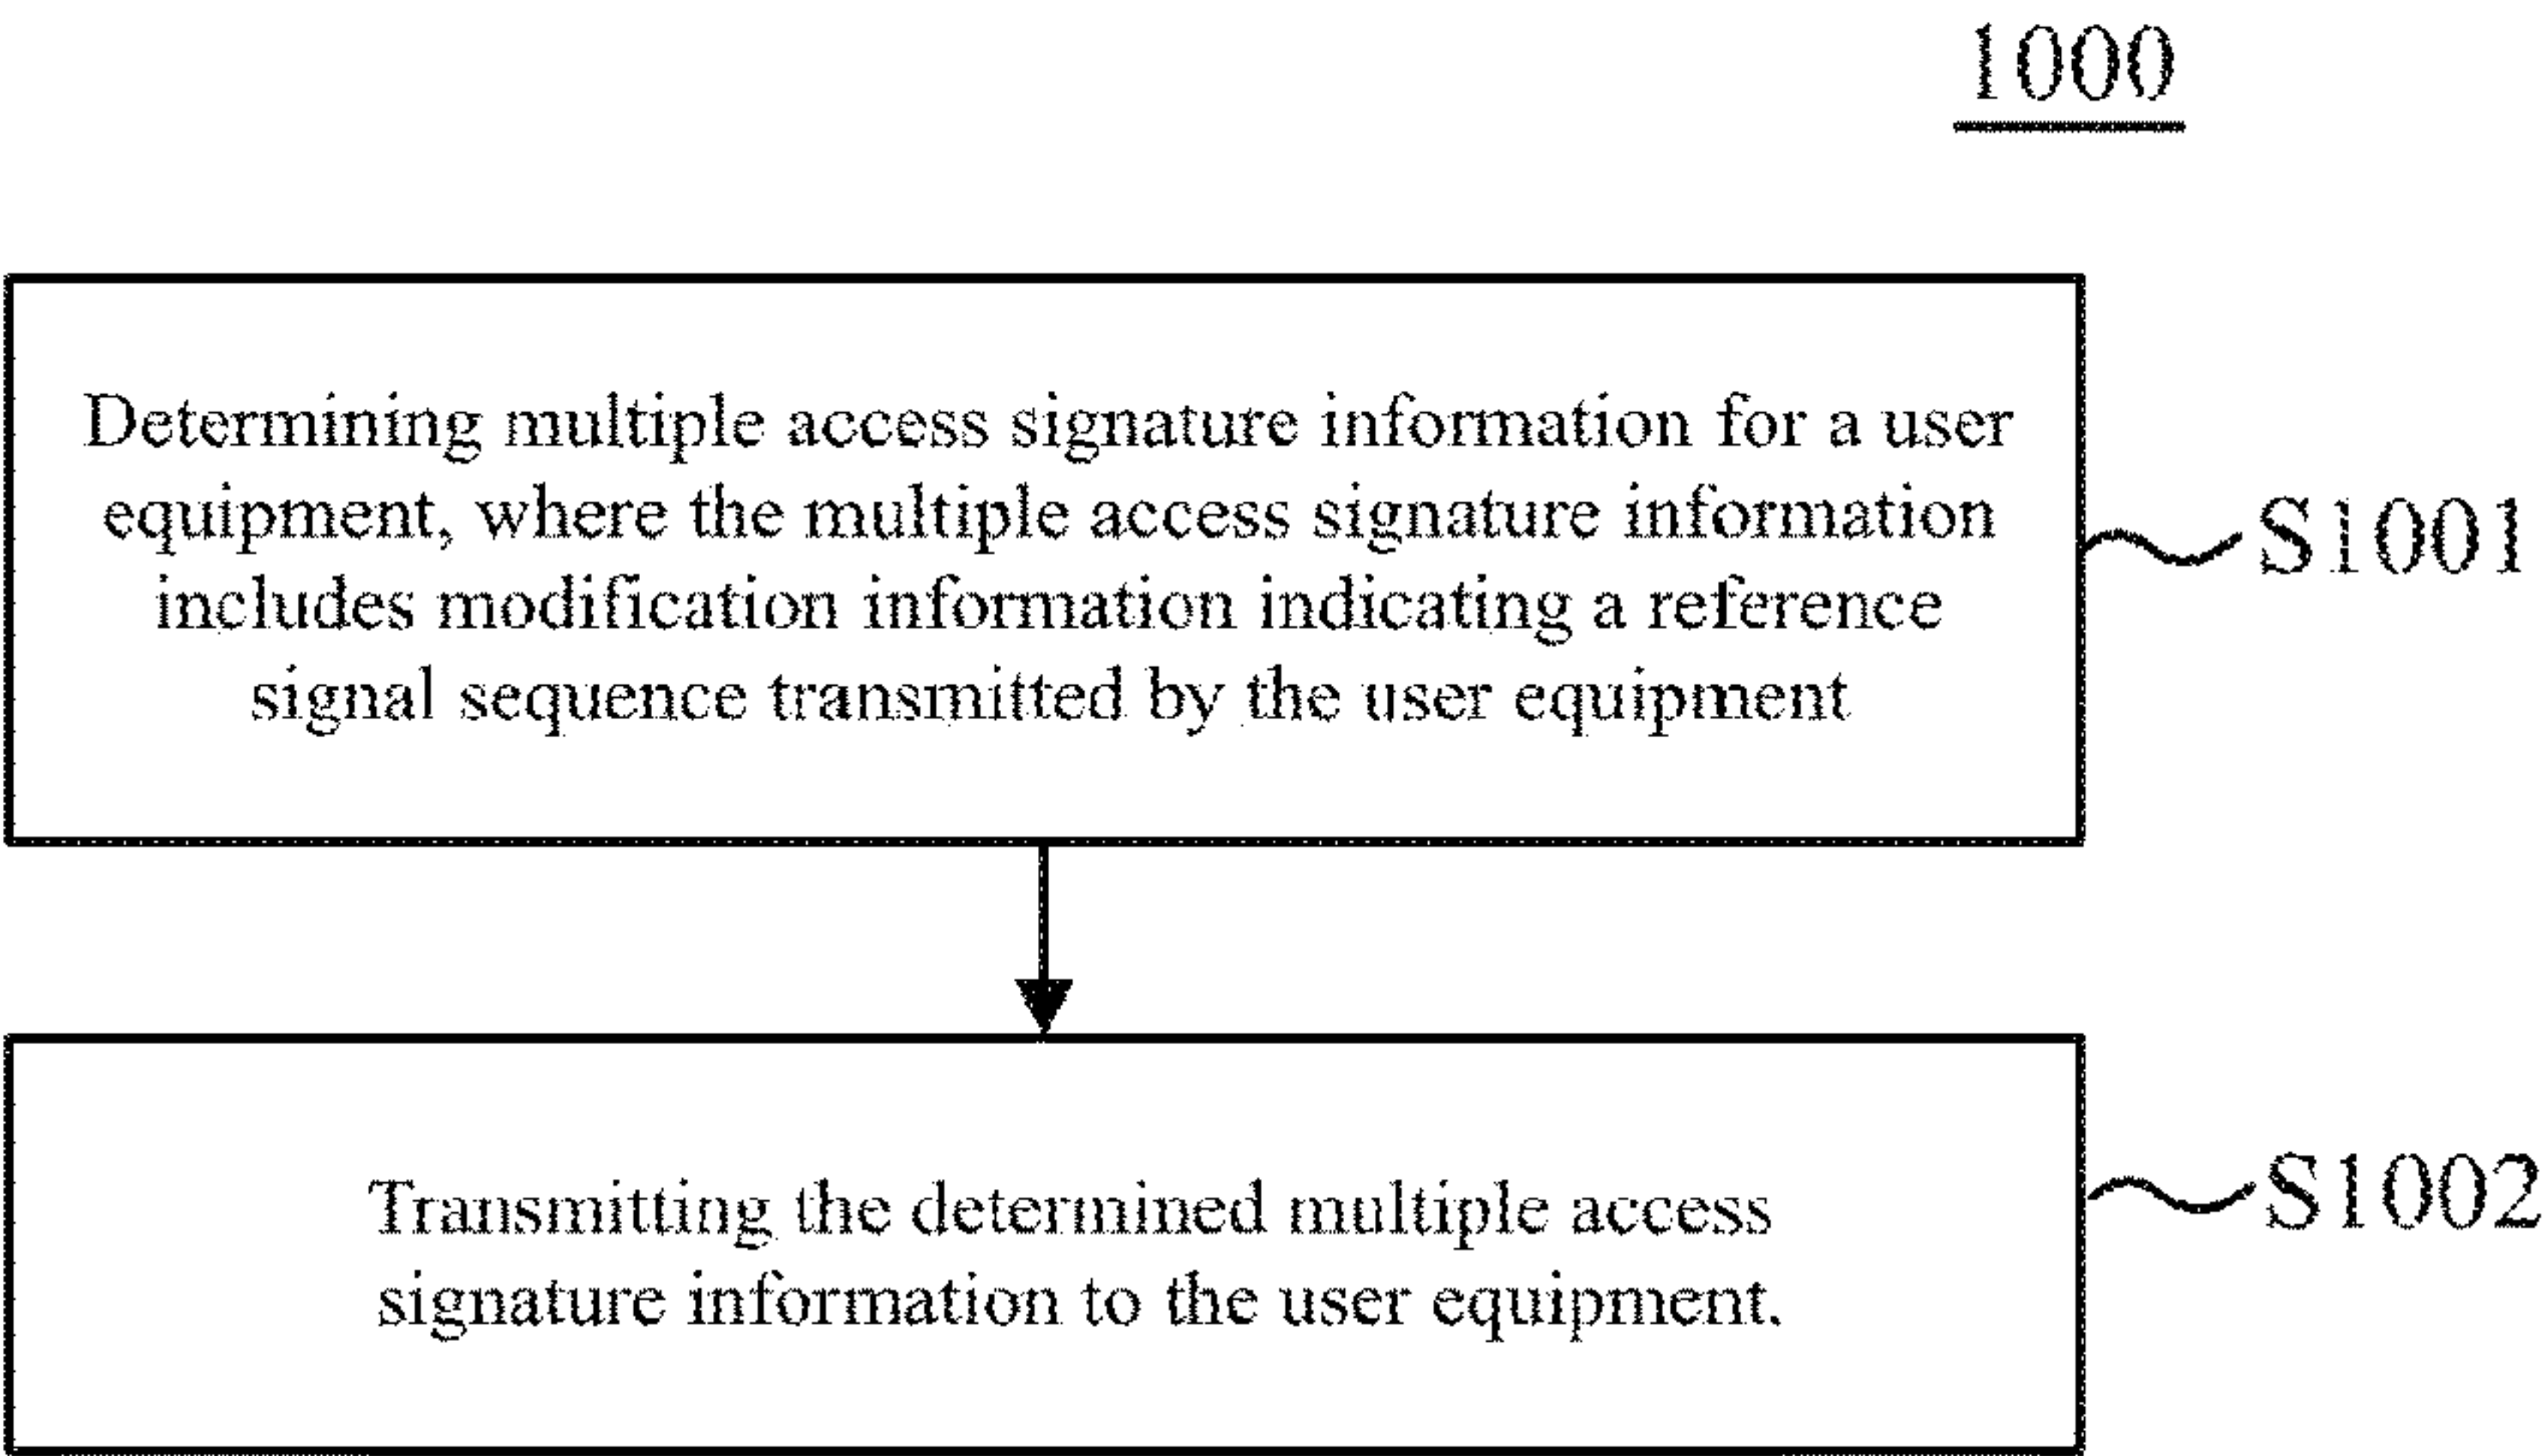 1000
Determining multiple access signature information for a user
equipment, where the multiple access signature information
includes modification information indicating a reference
signal sequence transmitted by the user equipment
S1001
Transmitting the determined multiple access
signature information to the user equipment.
S1002